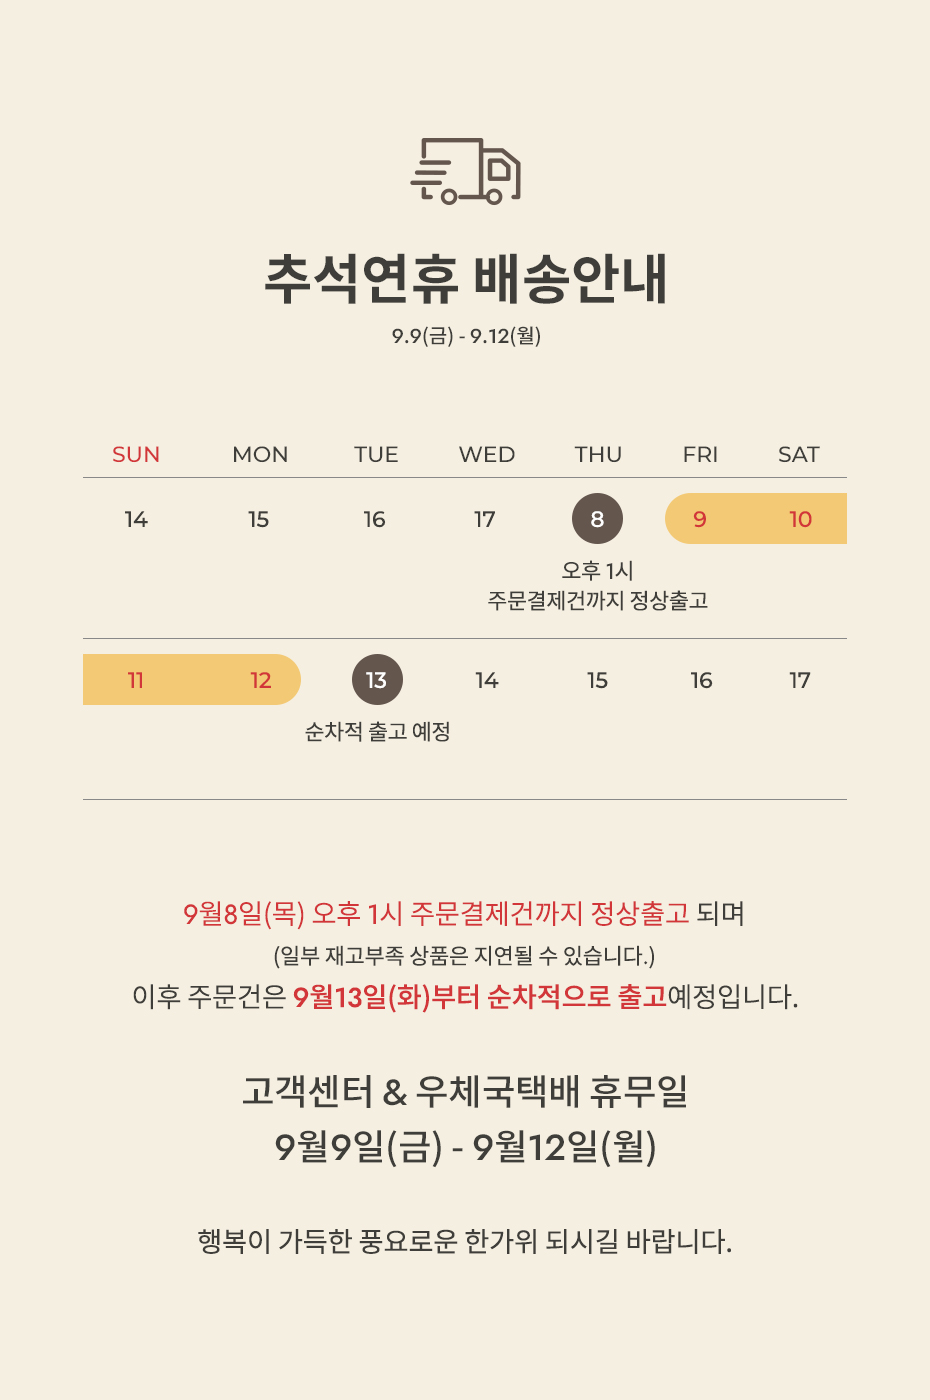 추석연휴 배송안내
9.9(금) - 9.12(월)
SUN MON TUE WED THU FRI SAT
14 15 16 17 8 9 10
오후 1시
주문결제건까지 정상출고
11 12 13 14 15 16 17
순차적 출고 예정
9월8일(목) 오후 1시 주문결제건까지 정상출고 되며
(일부 재고부족 상품은 지연될 수 있습니다.)
이후 주문건은 9월13일(화)부터 순차적으로 출고예정입니다.
고객센터 & 우체국택배 휴무일
9월9일(금) - 9월12일(월)
행복이 가득한 풍요로운 한가위 되시길 바랍니다.